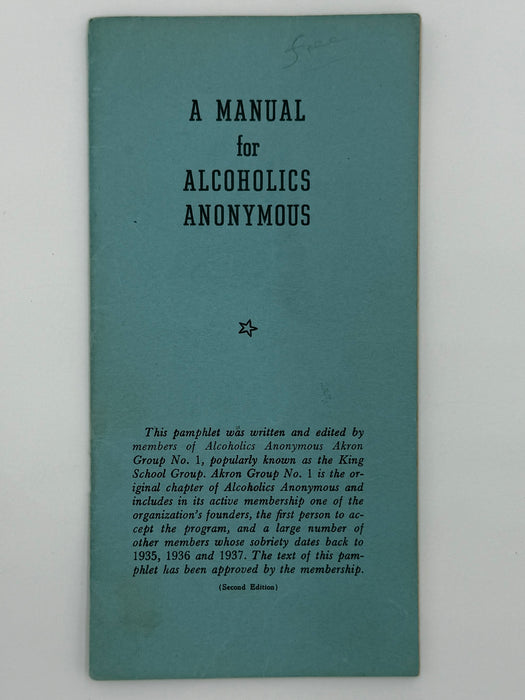 free
A MANUAL
for
ALCOHOLICS
ANONYMOUS
This pamphlet was written and edited by
members of Alcoholics Anonymous Akron
Group No. 1, popularly known as the King
School Group. Akron Group No. 1 is the or-
iginal chapter of Alcoholics Anonymous and
includes in its active membership one of the
organization's founders, the first person to ac-
cept the program, and a large number of
other members whose sobriety dates back to
1935, 1936 and 1937. The text of this pam-
phlet has been approved by the membership.
(Second Edition)